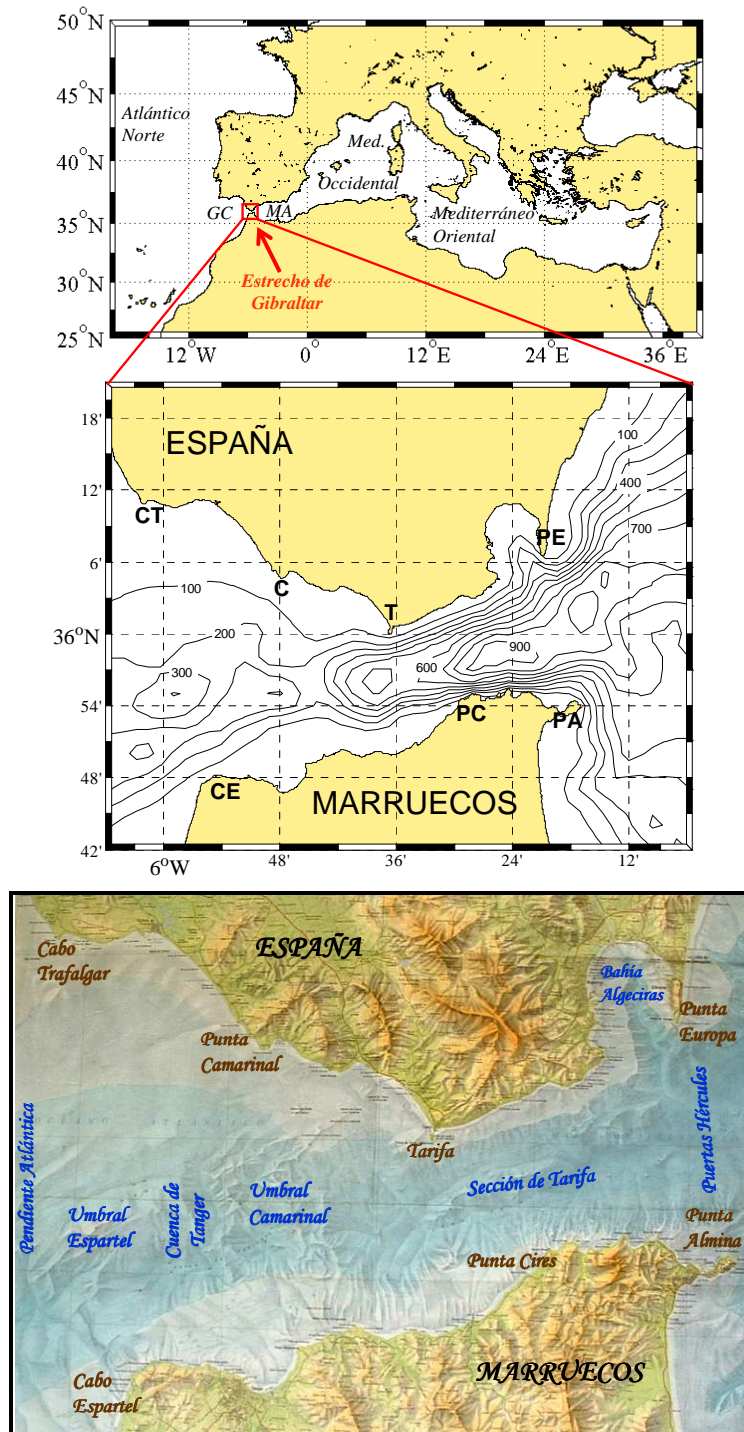 50°N
45°N
40°N
35°N
30°N
25°N
Atlántico
Norte
Med.
Occidental
GC
MA
Mediterráneo
Oriental
Estrecho de
Gibraltar
12°W
0°
12°E
24°E
36°E
18'
12'
6'
36°N
54'
48'
42'
ESPAÑA
100
400
700
CT
PE
C
T
100
200
300
600
900
PC
PA
CE
MARRUECOS
6°W
48'
36'
24'
12'
ESPAÑA
Cabo
Trafalgar
Bahía
Algeciras
Punta
Europa
Punta
Camarinal
Tarifa
Pendiente Atlántica
Umbral
Espartel
Cuenca de
Tanger
Umbral
Camarinal
Sección de Tarifa
Puertas Hércules
Punta
Almina
Punta Cires
Cabo
Espartel
MARRUECOS